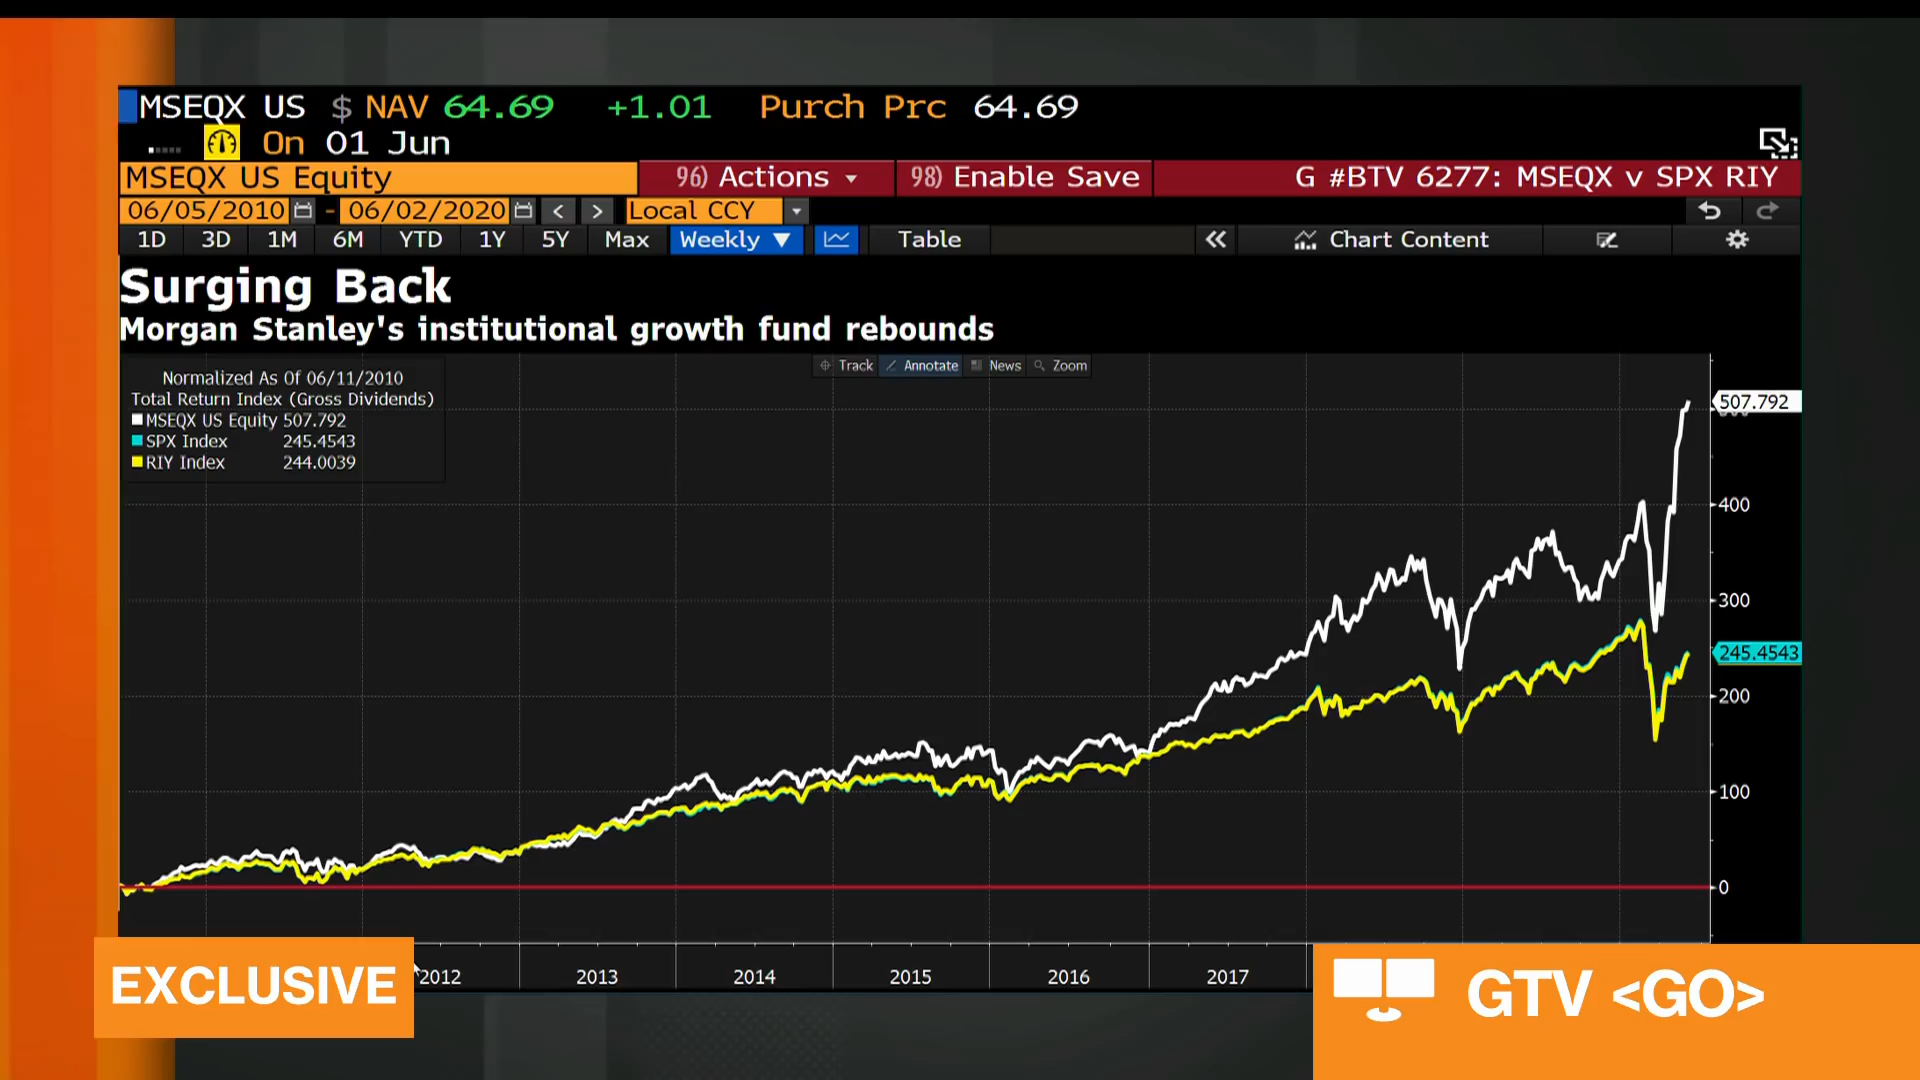 MSEQX US $ NAV 64.69 +1.01 Purch Prc 64.69
On 01 Jun
MSEQX US Equity 96) Actions 98) Enable Save G #BTV 6277: MSEQX v SPX RIY
06/05/2010 - 06/02/2020 < > Local CCY
1D 3D 1M 6M YTD 1Y 5Y Max Weekly ▼ Table « Chart Content
Surging Back
Morgan Stanley's institutional growth fund rebounds
Track Annotate News Zoom
Normalized As Of 06/11/2010
Total Return Index (Gross Dividends)
MSEQX US Equity 507.792
SPX Index 245.4543
RIY Index 244.0039
507.792
400
300
245.4543
200
100
0
2012 2013 2014 2015 2016 2017
EXCLUSIVE
GTV <GO>